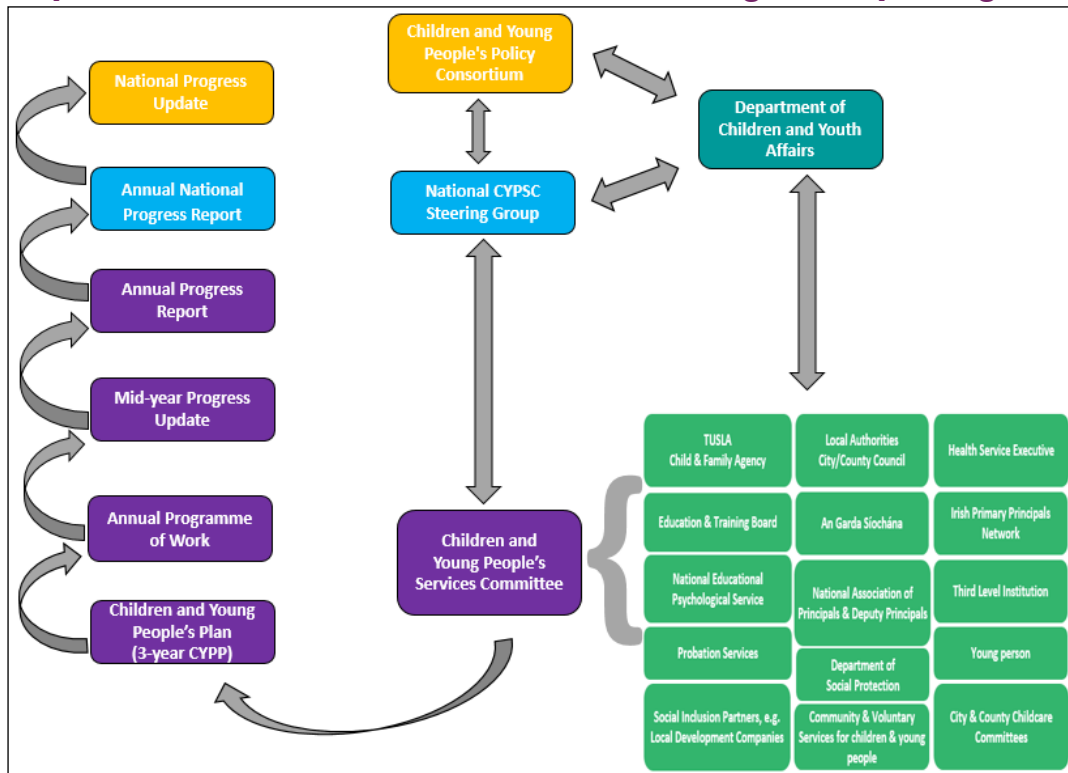 Children and Young
People's Policy
Consortium
National Progress
Update
Department of
Children and Youth
Affairs
Annual National
Progress Report
National CYPSC
Steering Group
Annual Progress
Report
Mid-year Progress
Update
Annual Programme
of Work
Children and Young
People's Plan
(3-year CYPP)
Children and
Young People's
Services Committee
TUSLA
Child & Family Agency
Local Authorities
City/County Council
Health Service Executive
Education & Training Board
An Garda Síochána
Irish Primary Principals
Network
National Educational
Psychological Service
National Association of
Principals & Deputy Principals
Third Level Institution
Probation Services
Department of
Social Protection
Young person
Social Inclusion Partners, e.g.
Local Development Companies
Community & Voluntary
Services for children & young
people
City & County Childcare
Committees